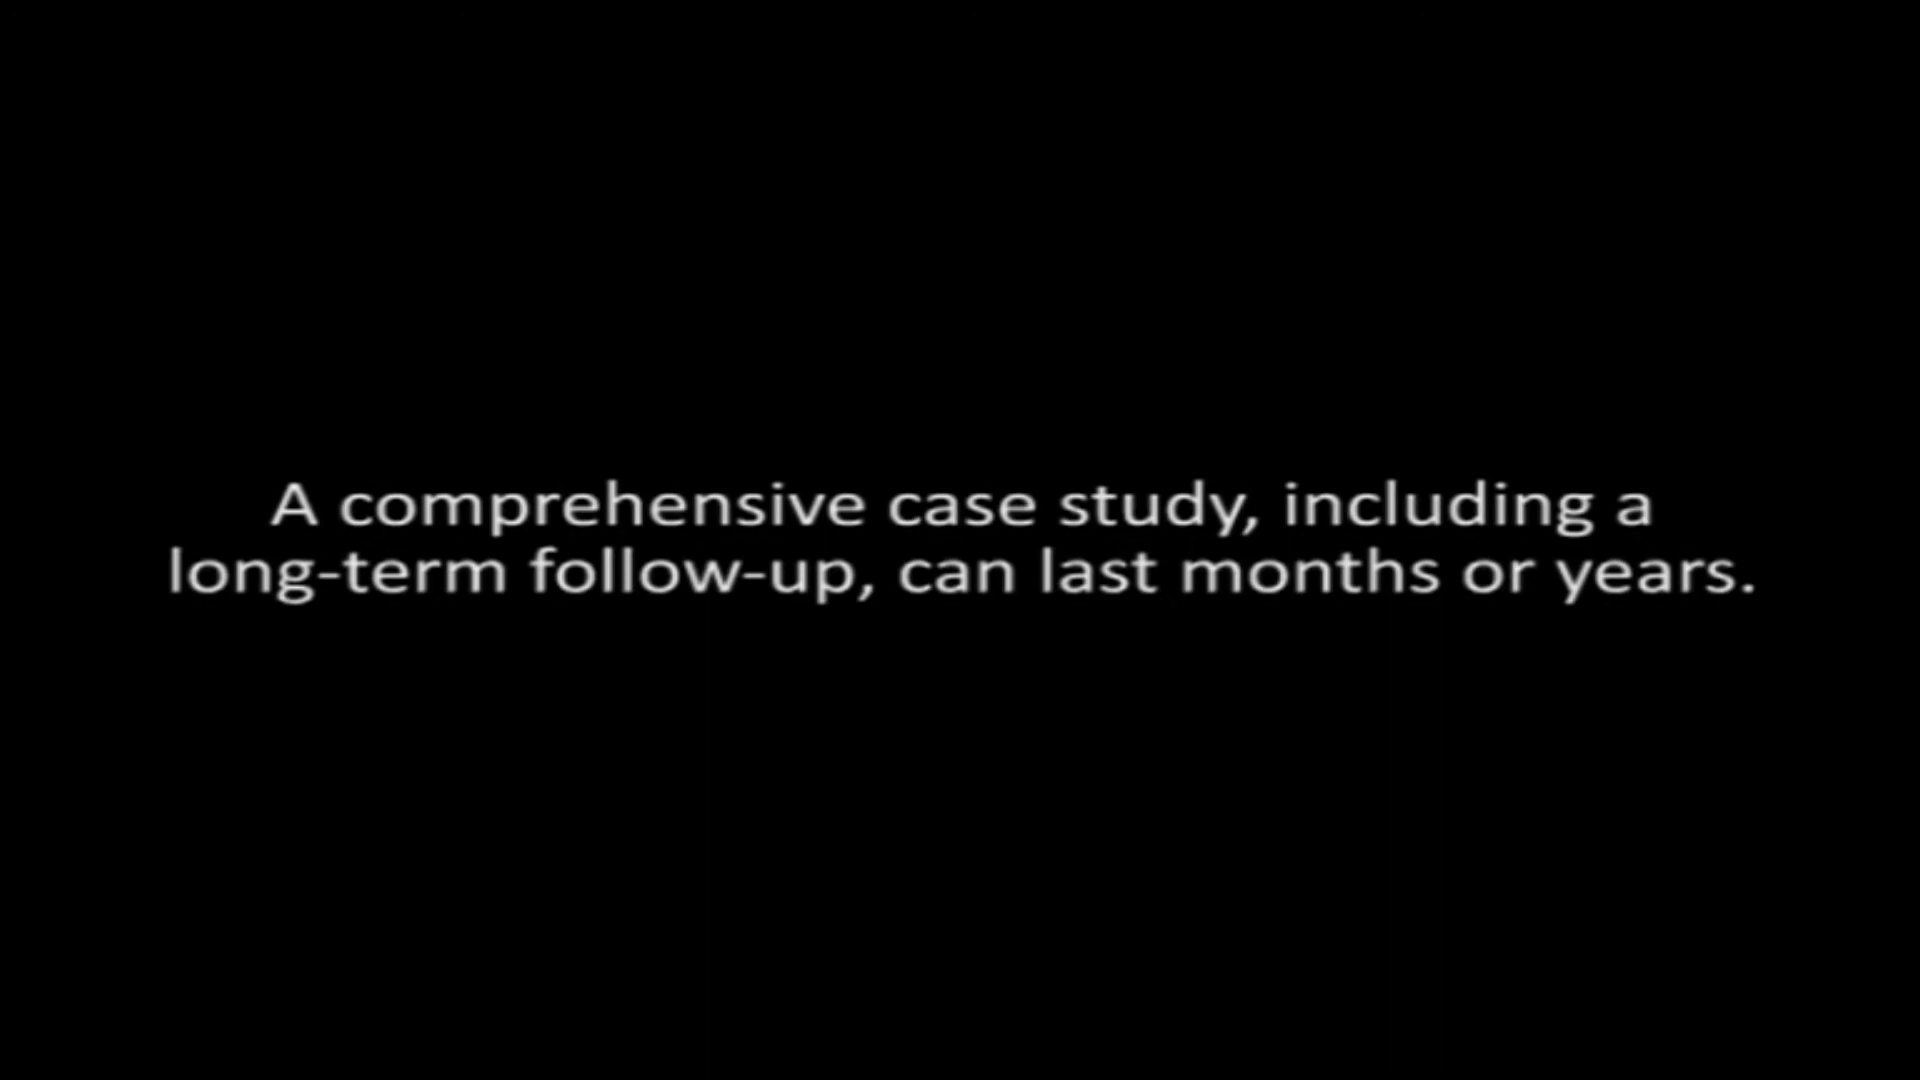 A comprehensive case study, including a
long-term follow-up, can last months or years.